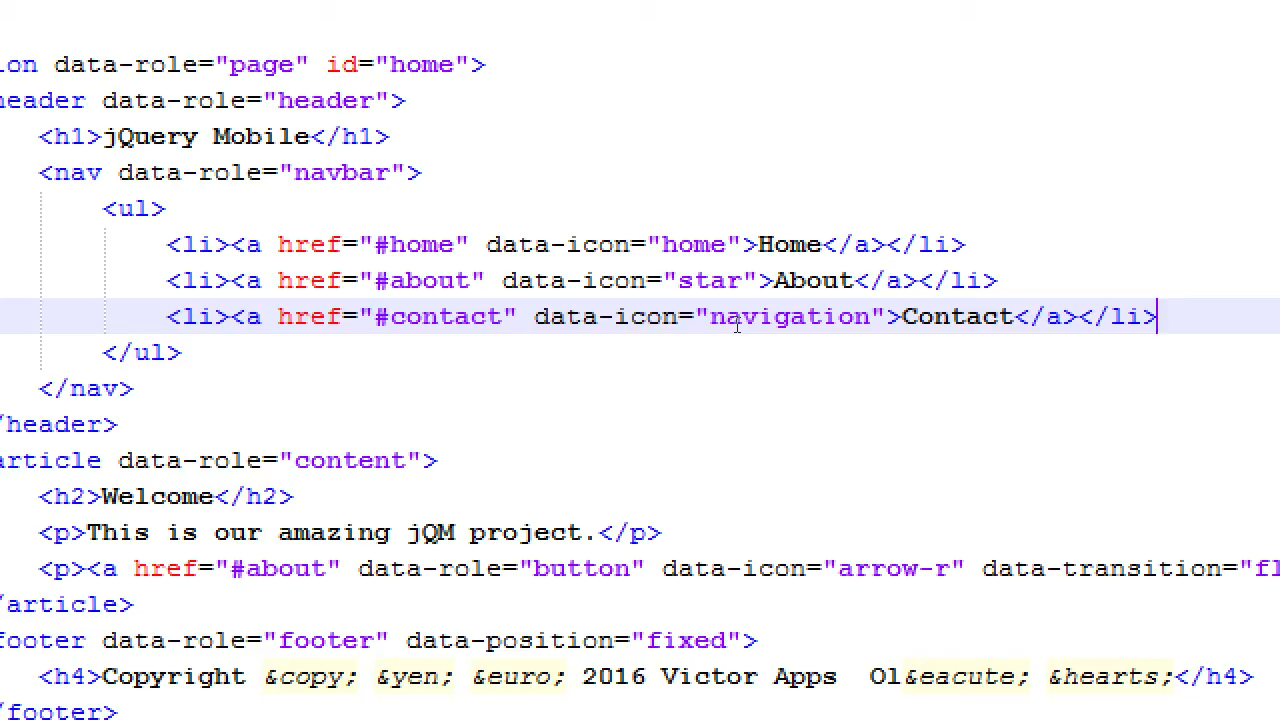 ion data-role="page" id="home">
header data-role="header">
<h1>jQuery Mobile</h1>
<nav data-role="navbar">
<ul>
<li><a href="#home" data-icon="home">Home</a></li>
<li><a href="#about" data-icon="star">About</a></li>
<li><a href="#contact" data-icon="navigation">Contact</a></li>
</ul>
</nav>
/header>
article data-role="content">
<h2>Welcome</h2>
<p>This is our amazing jQM project.</p>
<p><a href="#about" data-role="button" data-icon="arrow-r" data-transition="fl
/article>
footer data-role="footer" data-position="fixed">
<h4>Copyright &copy; &yen; &euro; 2016 Victor Apps  Ol&eacute; &hearts;</h4>
/footer>